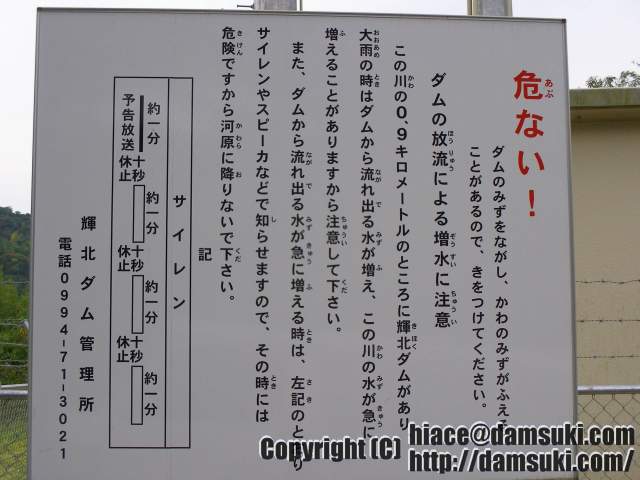 危ない！
ダムのみずをながし、かわのみずがふえる
ことがあるので、きをつけてください。
ダムの放流による増水に注意
この川の0,9キロメートルのところに輝北ダムがあり
大雨の時はダムから流れ出る水が増え、この川の水が急に
増えることがありますから注意して下さい。
また、ダムから流れ出る水が急に増える時は、左記のとおり
サイレンやスピーカなどで知らせますので、その時には
危険ですから河原に降りないで下さい。
記
サイレン
約一分
予告放送
十秒
休止
約一分
十秒
休止
約一分
十秒
休止
約一分
輝北ダム管理所
電話0994-71-3021
Copyright (C) hiace@damsuki.com
http://damsuki.com/